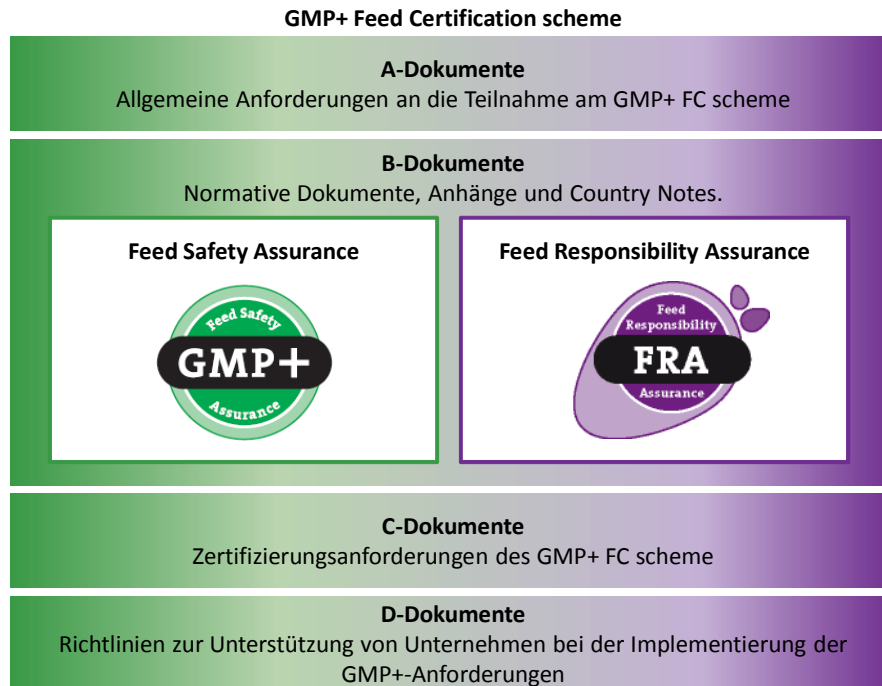 GMP+ Feed Certification scheme
A-Dokumente
Allgemeine Anforderungen an die Teilnahme am GMP+ FC scheme
B-Dokumente
Normative Dokumente, Anhänge und Country Notes.
Feed Safety Assurance
Feed Safety
GMP+
Assurance
Feed Responsibility Assurance
Feed
Responsibility
FRA
Assurance
C-Dokumente
Zertifizierungsanforderungen des GMP+ FC scheme
D-Dokumente
Richtlinien zur Unterstützung von Unternehmen bei der Implementierung der
GMP+-Anforderungen